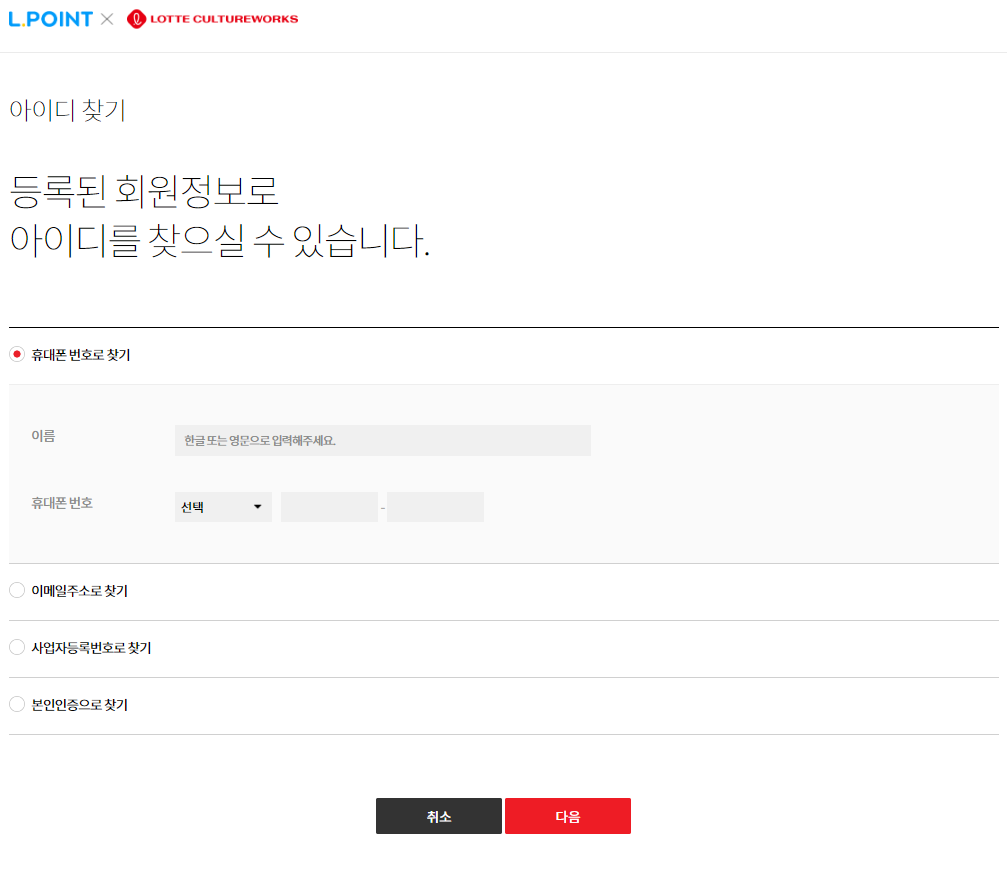 L.POINT × LOTTE CULTUREWORKS
아이디 찾기
등록된 회원정보로
아이디를 찾으실 수 있습니다.
휴대폰 번호로 찾기
이름 한글 또는 영문으로 입력해주세요.
휴대폰 번호 선택 -
이메일주소로 찾기
사업자등록번호로 찾기
본인인증으로 찾기
취소 다음